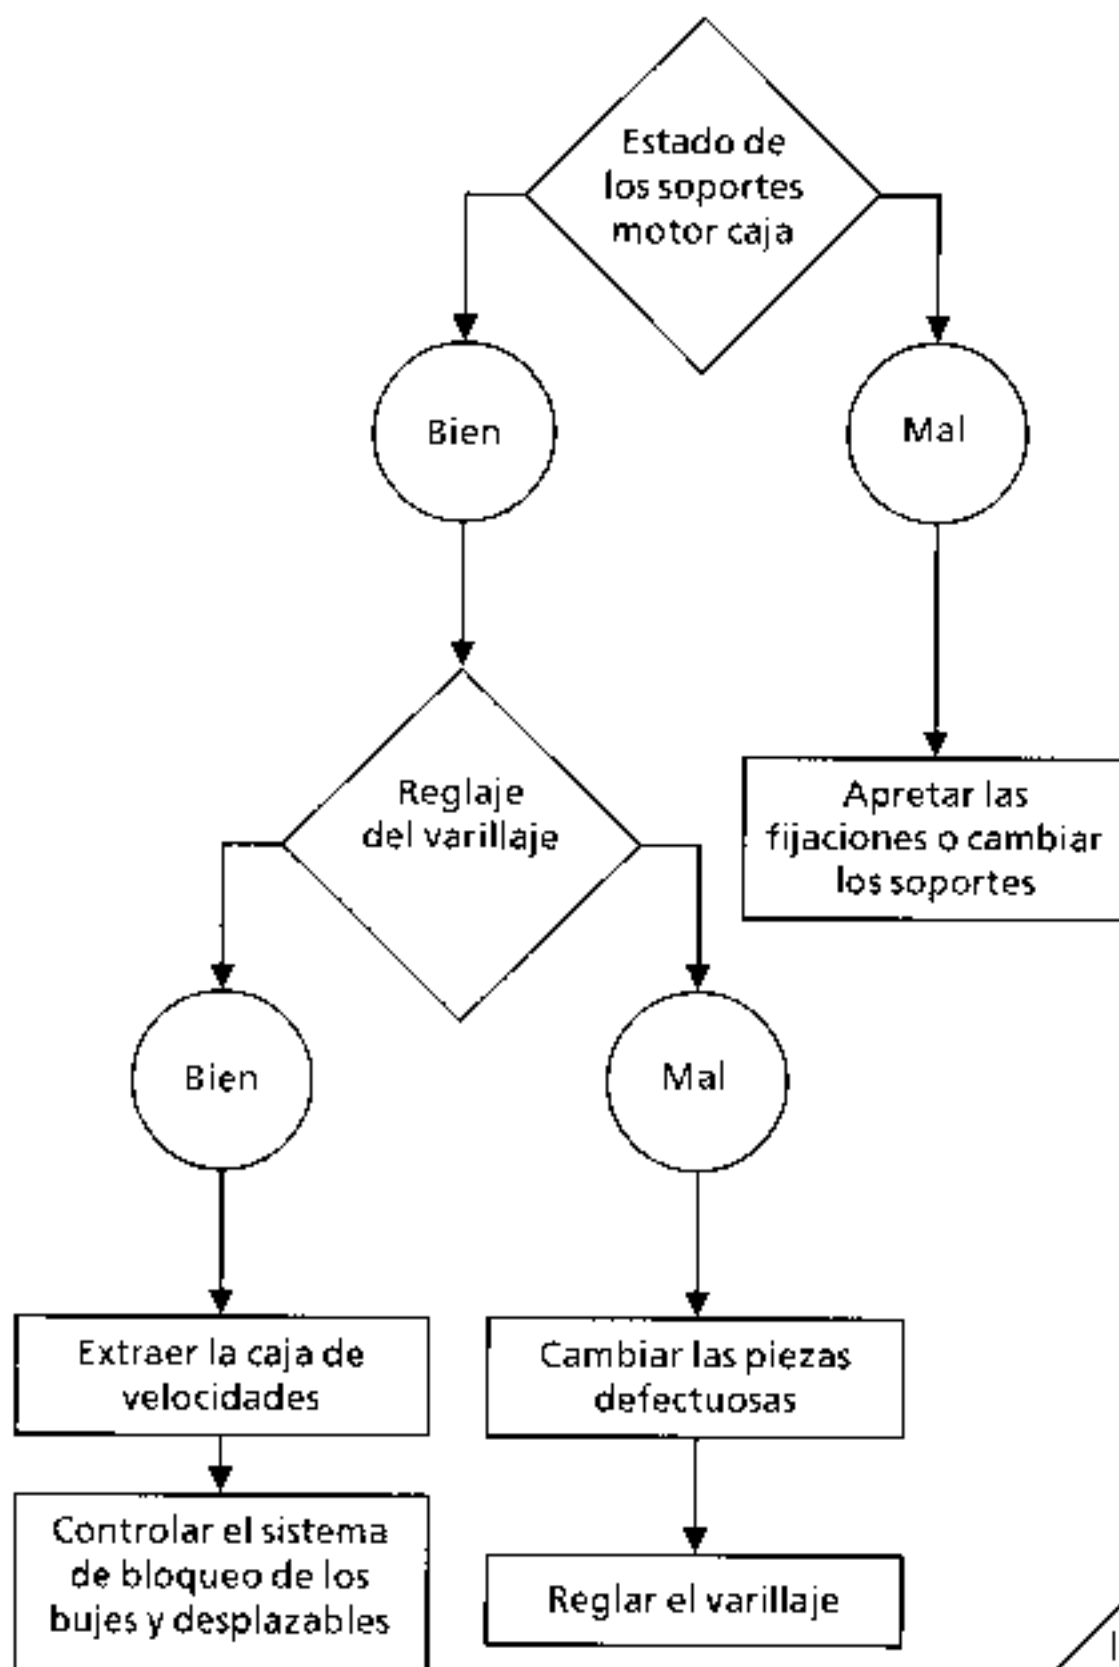 Estado de
los soportes
motor caja
Bien
Mal
Reglaje
del varillaje
Apretar las
fijaciones o cambiar
los soportes
Bien
Mal
Extraer la caja de
velocidades
Cambiar las piezas
defectuosas
Controlar el sistema
de bloqueo de los
bujes y desplazables
Reglar el varillaje